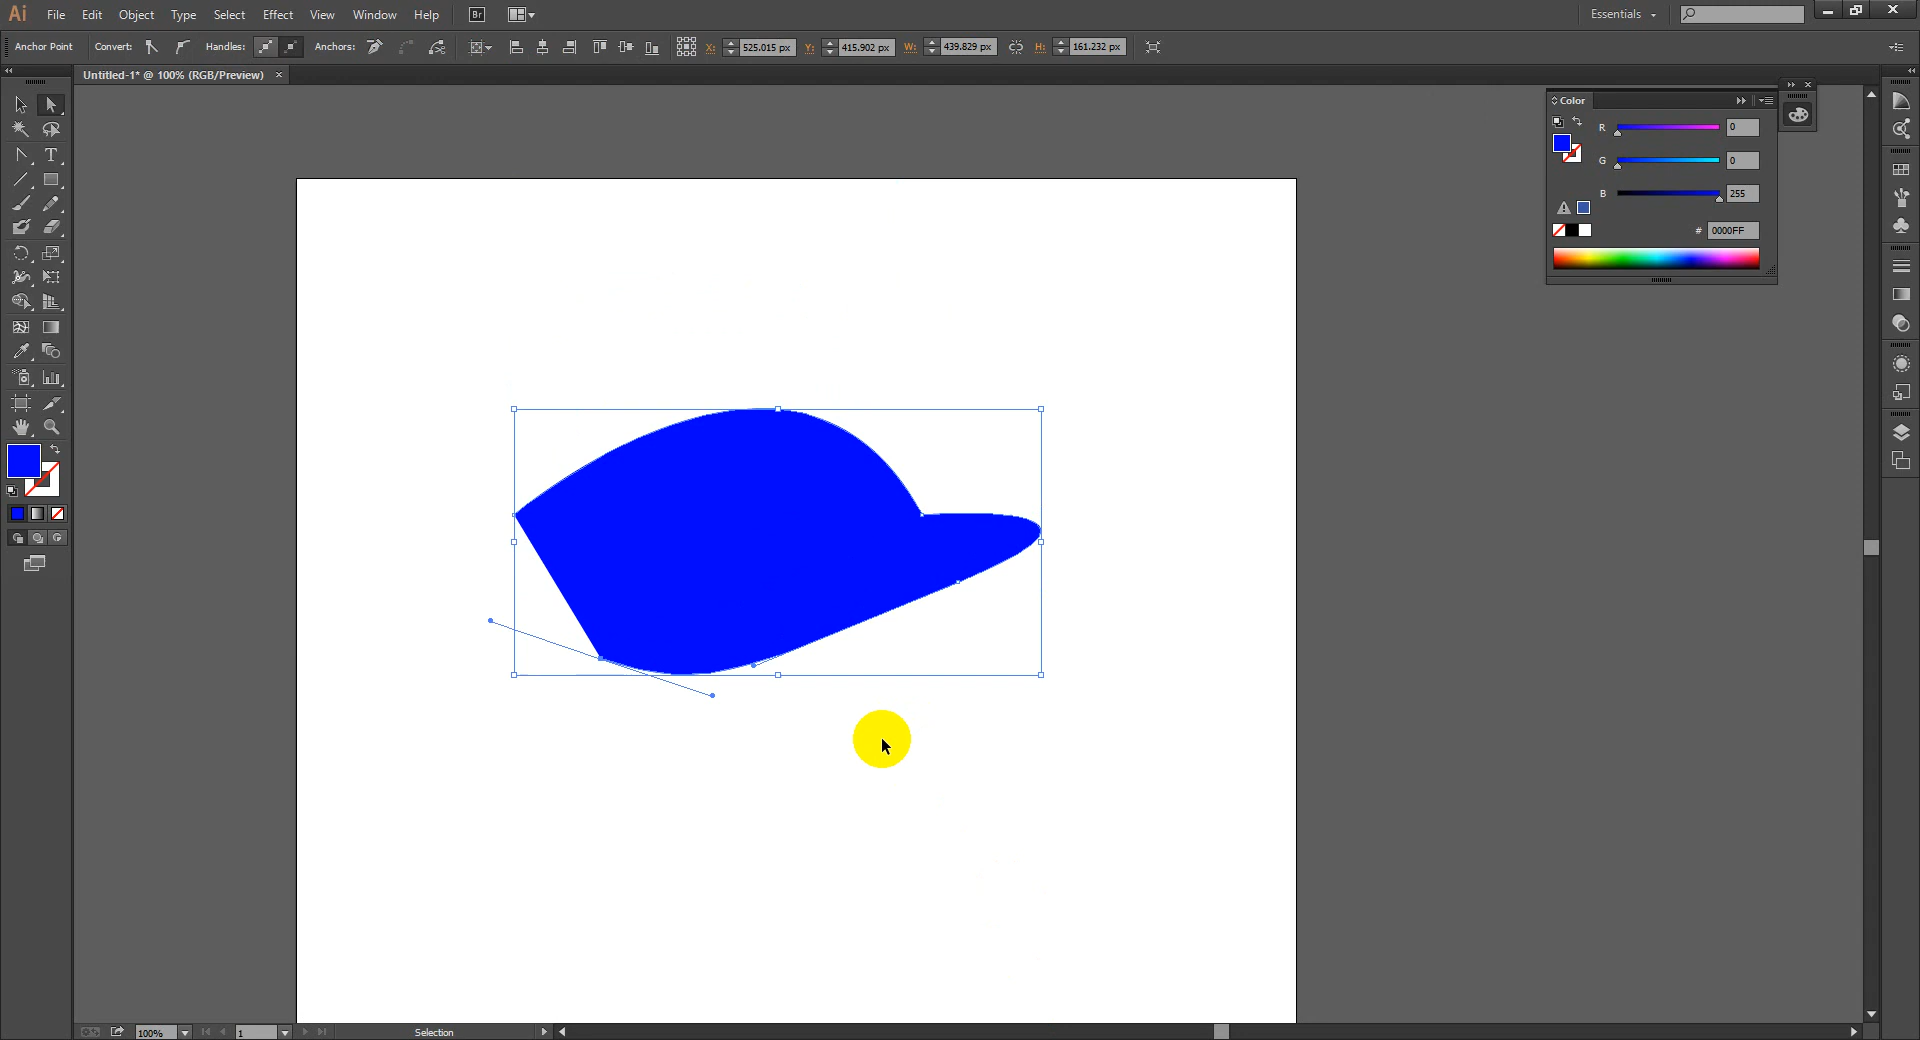 Ai File Edit Object Type Select Effect View Window Help Br Essentials
Anchor Point Convert: Handles: Anchors: X: 525.015 px Y: 415.902 px W: 439.829 px H: 161.232 px
Untitled-1* @ 100% (RGB/Preview) ×
Color
R 0
G 0
B 255
# 0000FF
T
100% 1 Selection